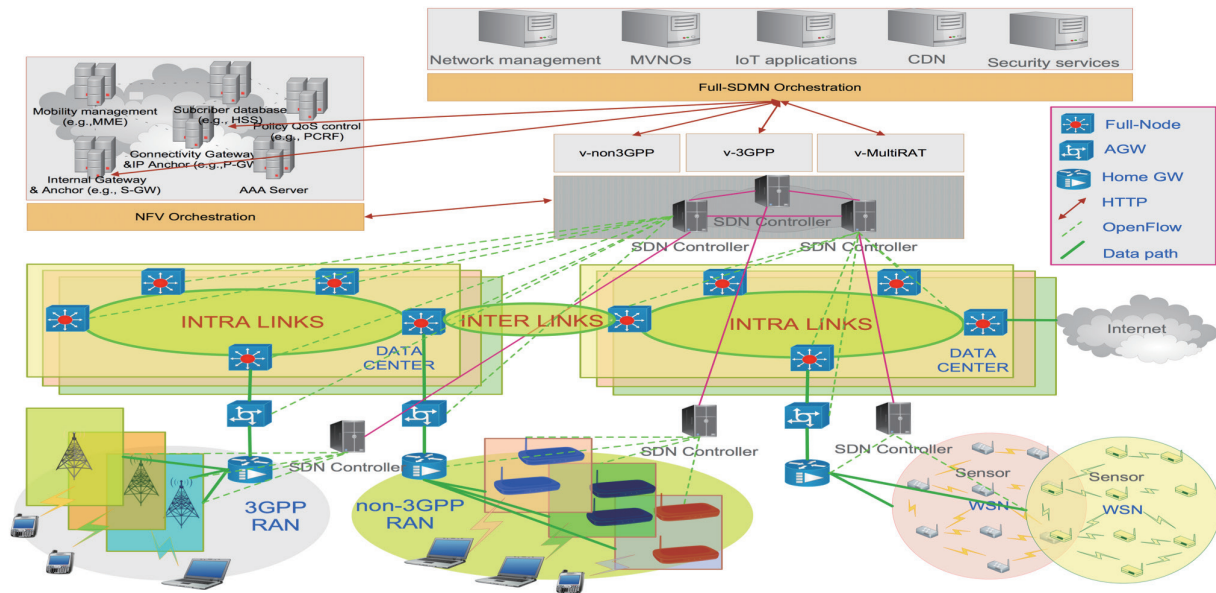 Network management
MVNOs
IoT applications
CDN
Security services
Full-SDMN Orchestration
Mobility management
(e.g.,MME)
Subcriber database
(e.g., HSS)
Policy QoS control
(e.g., PCRF)
Connectivity Gateway
&IP Anchor(e.g.,P-GW
Internal Gateway
& Anchor (e.g., S-GW)
AAA Server
NFV Orchestration
v-non3GPP
v-3GPP
v-MultiRAT
SDN Controller
SDN Controller
SDN Controller
Full-Node
AGW
Home GW
HTTP
OpenFlow
Data path
INTRA LINKS
INTER LINKS
INTRA LINKS
DATA
CENTER
DATA
CENTER
Internet
SDN Controller
SDN Controller
SDN Controller
3GPP
RAN
non-3GPP
RAN
Sensor
WSN
Sensor
WSN